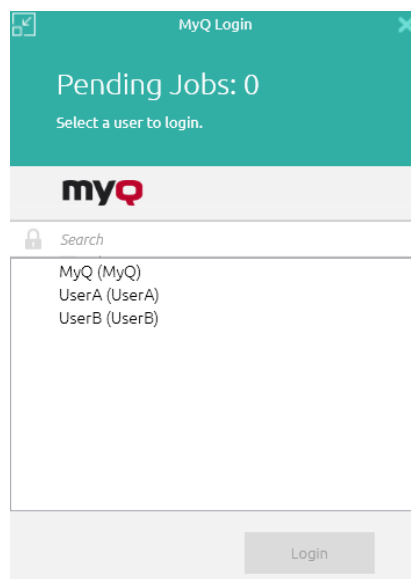 MyQ Login
Pending Jobs: 0
Select a user to login.
myQ
Search
MyQ (MyQ)
UserA (UserA)
UserB (UserB)
Login